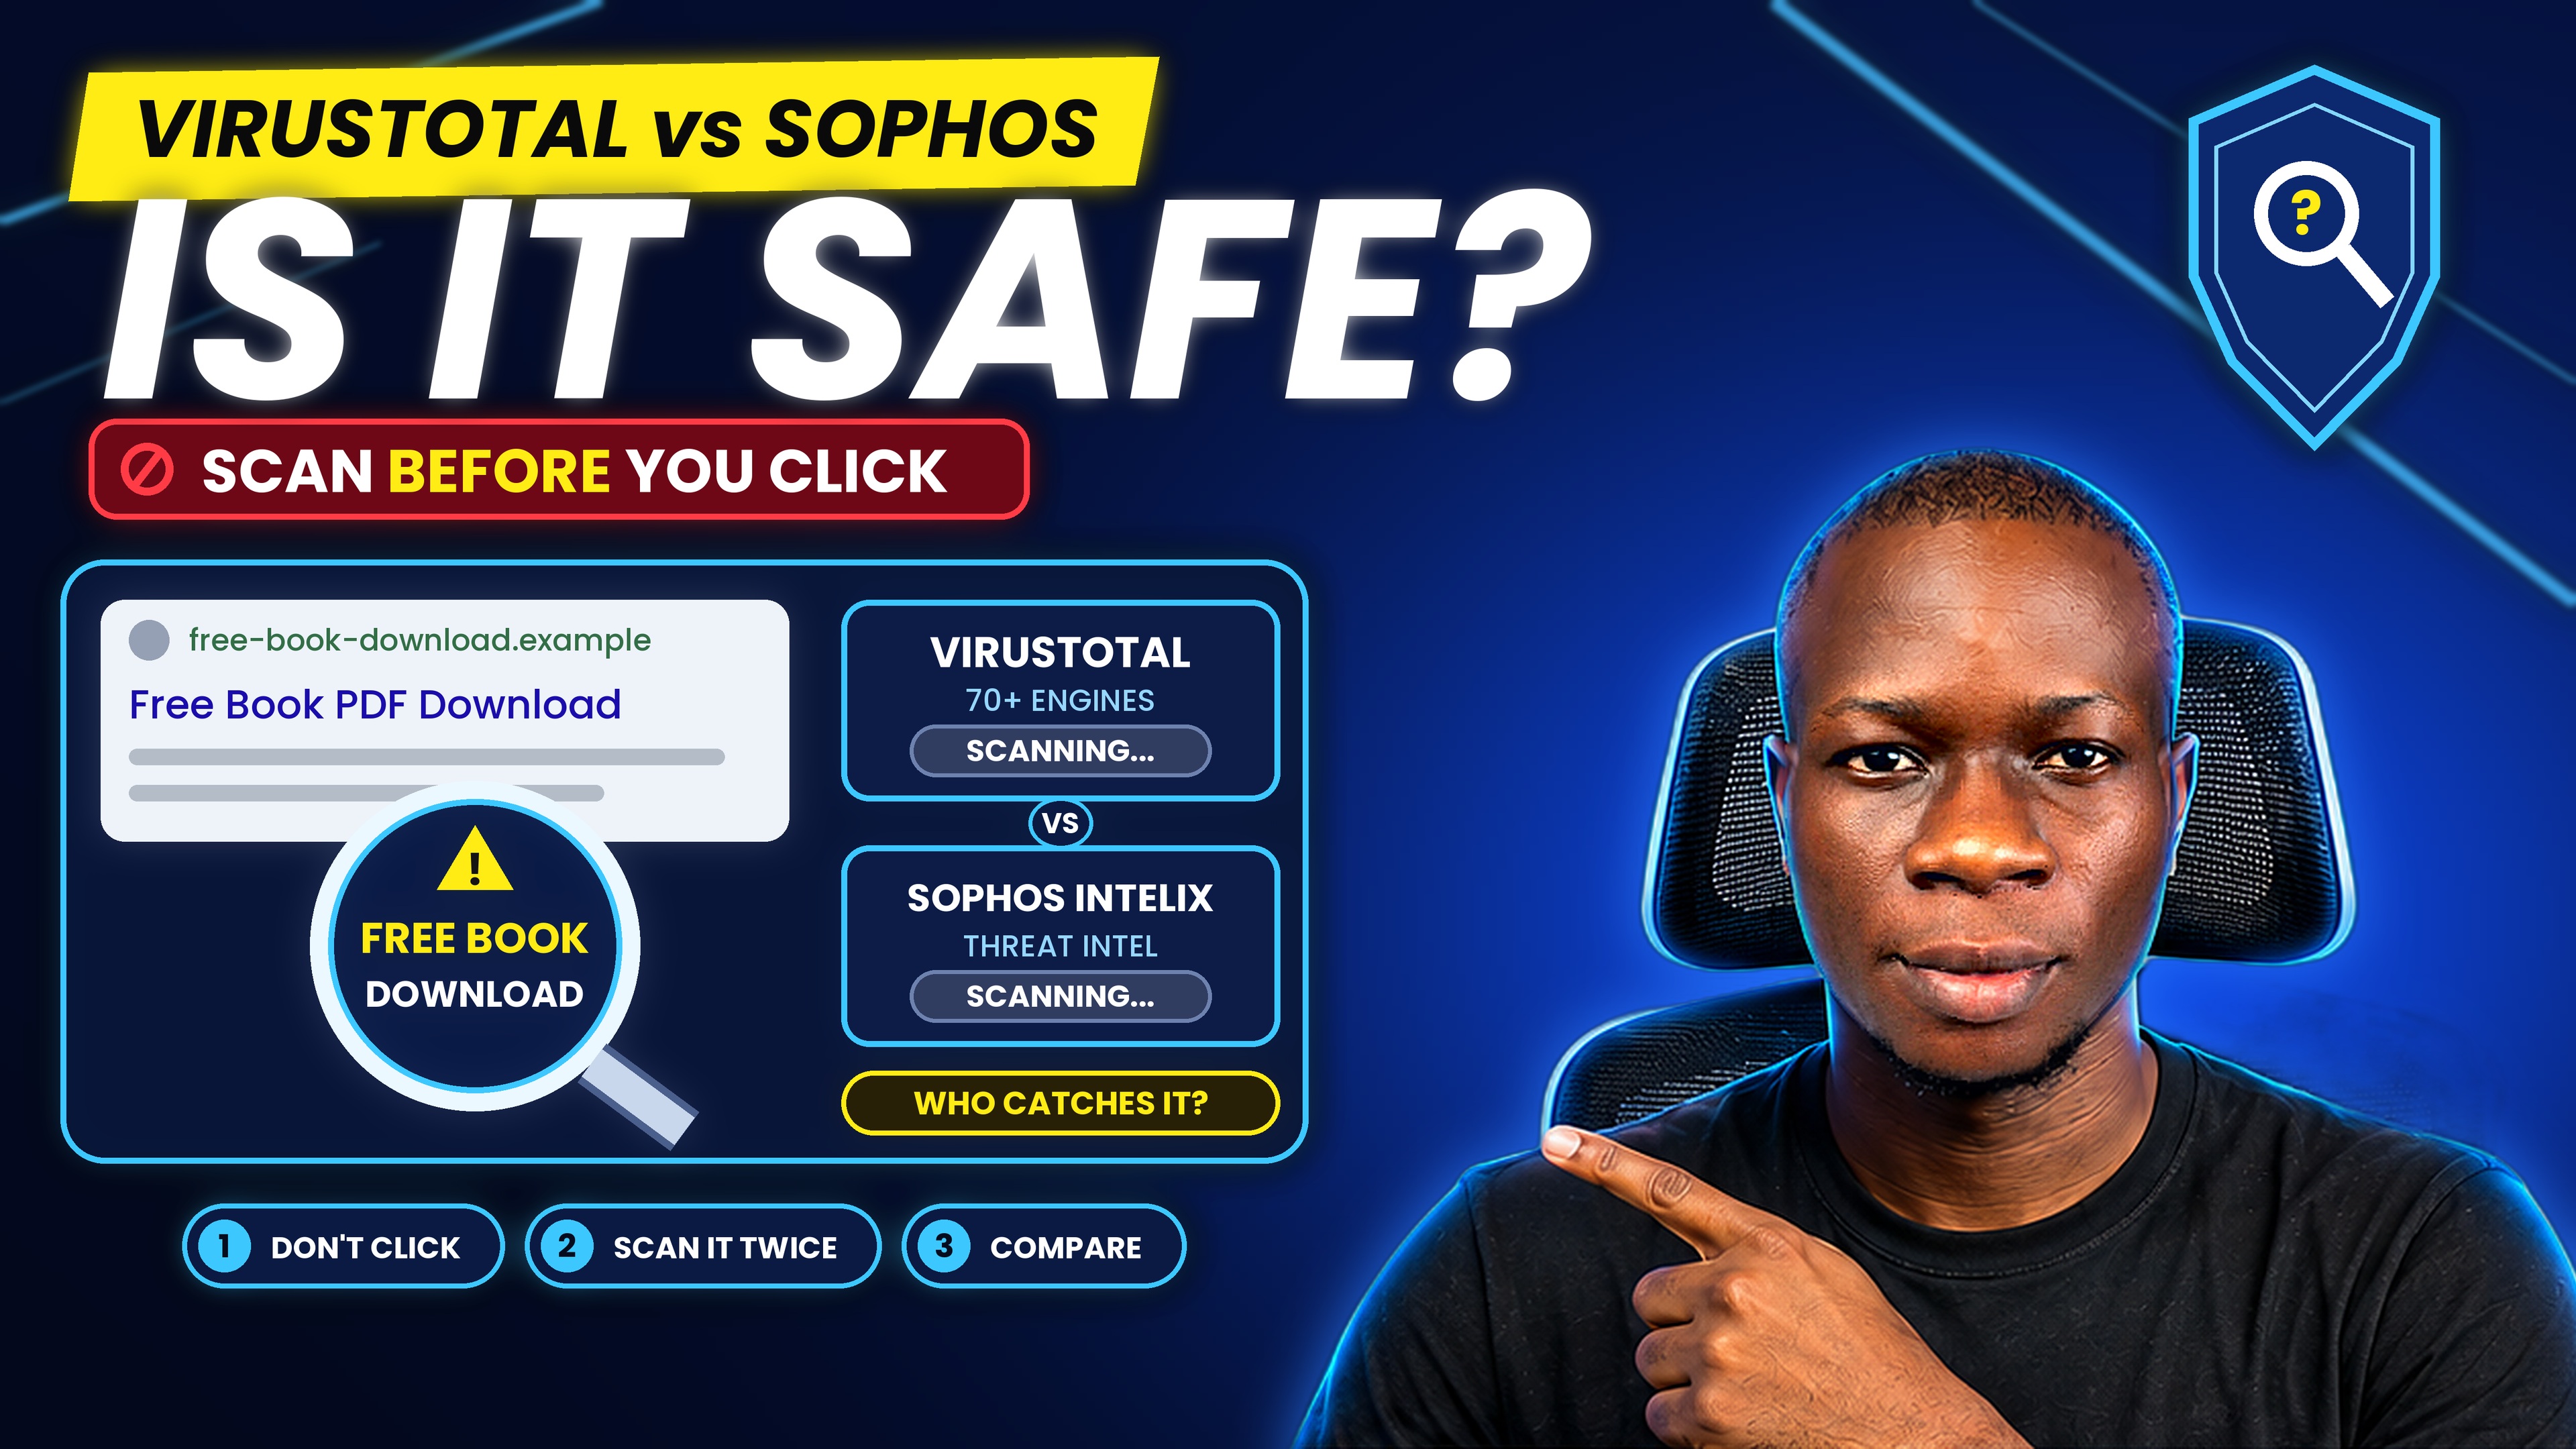 VIRUSTOTAL vs SOPHOS
IS IT SAFE?
SCAN BEFORE YOU CLICK
free-book-download.example
Free Book PDF Download
!
FREE BOOK
DOWNLOAD
VIRUSTOTAL
70+ ENGINES
SCANNING...
VS
SOPHOS INTELIX
THREAT INTEL
SCANNING...
WHO CATCHES IT?
1 DON'T CLICK
2 SCAN IT TWICE
3 COMPARE
?